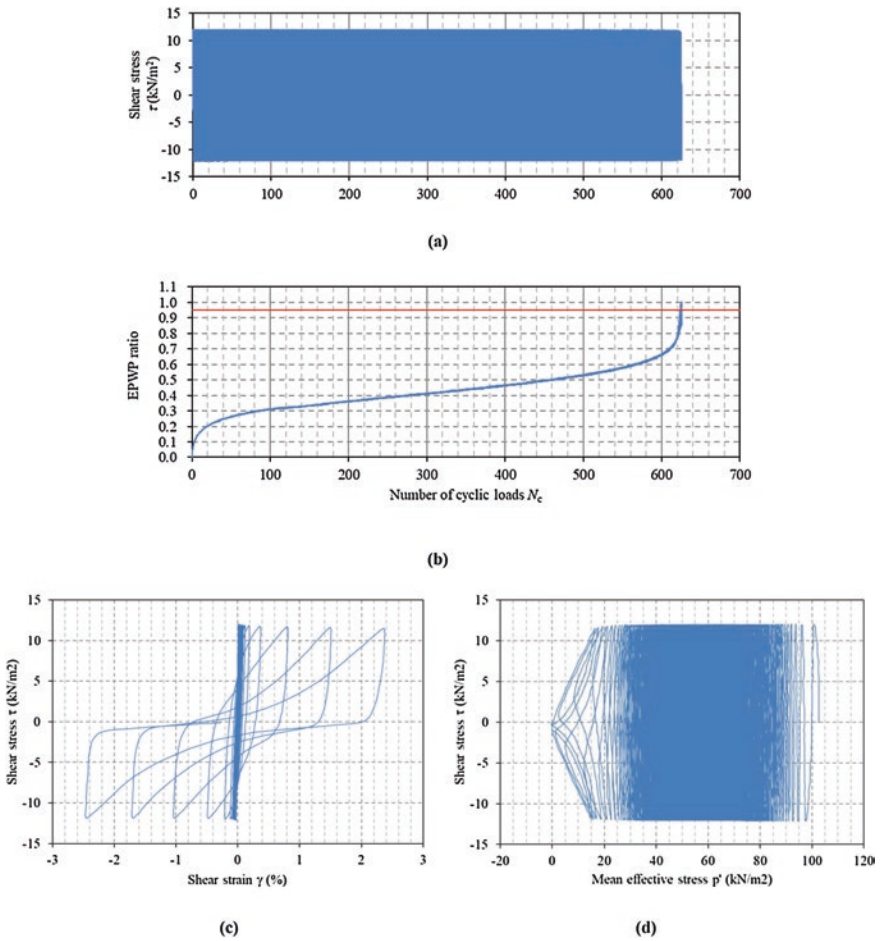 15
10
5
0
-5
-10
-15
Shear stress
τ (kN/m²)
0 100 200 300 400 500 600 700
(a)
1.1
1.0
0.9
0.8
0.7
0.6
0.5
0.4
0.3
0.2
0.1
0.0
EPWP ratio
0 100 200 300 400 500 600 700
Number of cyclic loads Nc
(b)
15
10
5
0
-5
-10
-15
Shear stress τ (kN/m2)
-3 -2 -1 0 1 2 3
Shear strain γ (%)
(c)
15
10
5
0
-5
-10
-15
Shear stress τ (kN/m2)
-20 0 20 40 60 80 100 120
Mean effective stress p' (kN/m2)
(d)